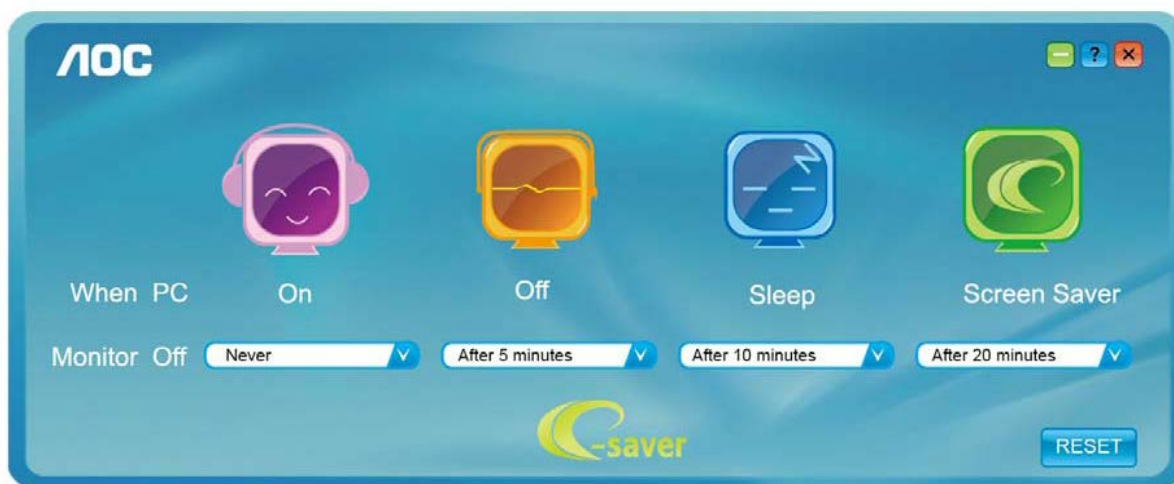 AOC
?
When PC On Off Sleep Screen Saver
Monitor Off Never After 5 minutes After 10 minutes After 20 minutes
e-saver
RESET